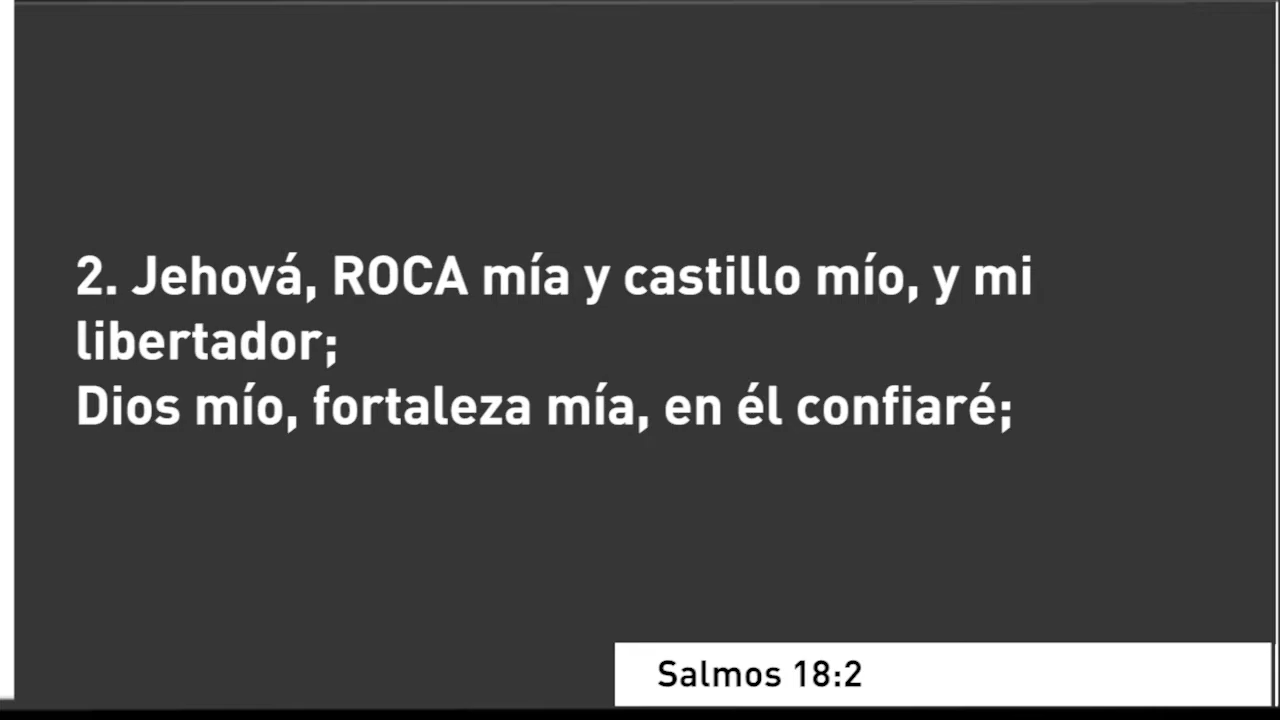 2. Jehová, ROCA mía y castillo mío, y mi
libertador;
Dios mío, fortaleza mía, en él confiaré;
Salmos 18:2